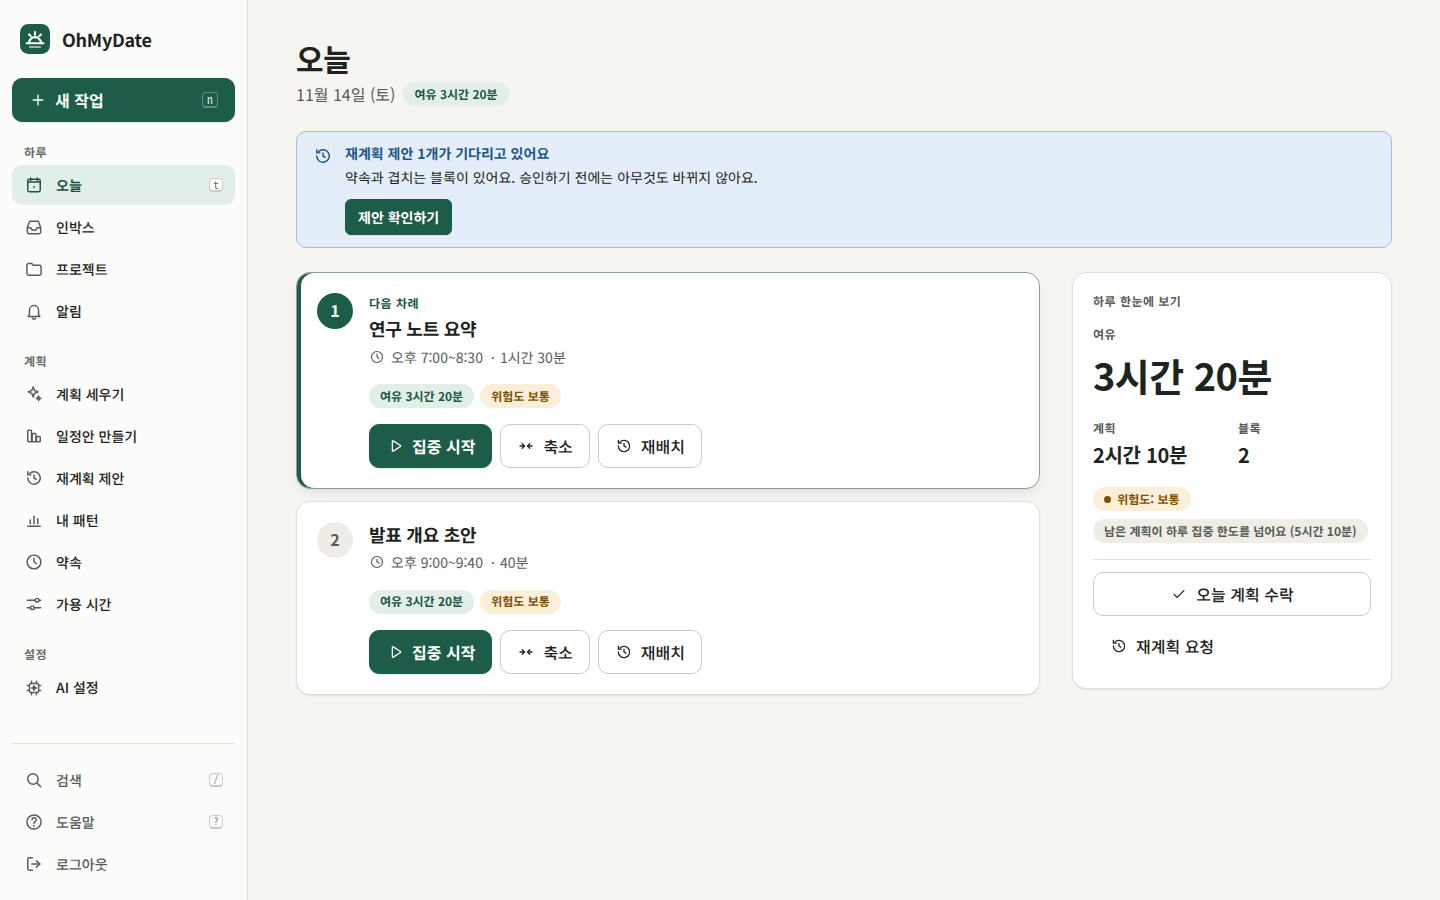 OhMyDate
새 작업 n
하루
오늘 t
인박스
프로젝트
알림
계획
계획 세우기
일정안 만들기
재계획 제안
내 패턴
약속
가용 시간
설정
AI 설정
검색 /
도움말 ?
로그아웃
오늘
11월 14일 (토) 여유 3시간 20분
재계획 제안 1개가 기다리고 있어요
약속과 겹치는 블록이 있어요. 승인하기 전에는 아무것도 바뀌지 않아요.
제안 확인하기
1
다음 차례
연구 노트 요약
오후 7:00~8:30 · 1시간 30분
여유 3시간 20분 위험도 보통
집중 시작 축소 재배치
2
발표 개요 초안
오후 9:00~9:40 · 40분
여유 3시간 20분 위험도 보통
집중 시작 축소 재배치
하루 한눈에 보기
여유
3시간 20분
계획 블록
2시간 10분 2
위험도: 보통
남은 계획이 하루 집중 한도를 넘어요 (5시간 10분)
오늘 계획 수락
재계획 요청